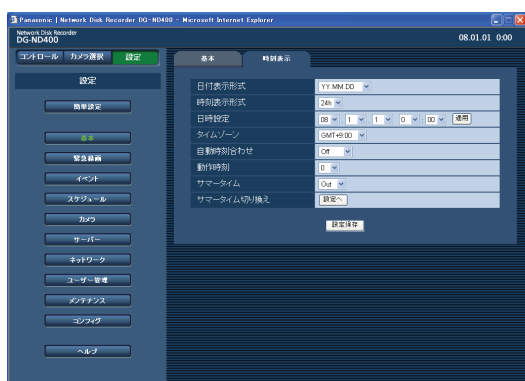 Panasonic | Network Disk Recorder DG-ND400 - Microsoft Internet Explorer
Network Disk Recorder
DG-ND400
08.01.01 0:00
コントロール カメラ選択 設定
基本 時刻表示
設定
簡単設定
基本
緊急録画
イベント
スケジュール
カメラ
サーバー
ネットワーク
ユーザー管理
メンテナンス
コンフィグ
ヘルプ
日付表示形式 YY.MM.DD
時刻表示形式 24h
日時設定 08 . 1 . 1 0 : 00 適用
タイムゾーン GMT+9:00
自動時刻合わせ Off
動作時刻 0
サマータイム Out
サマータイム切り換え 設定へ
設定保存